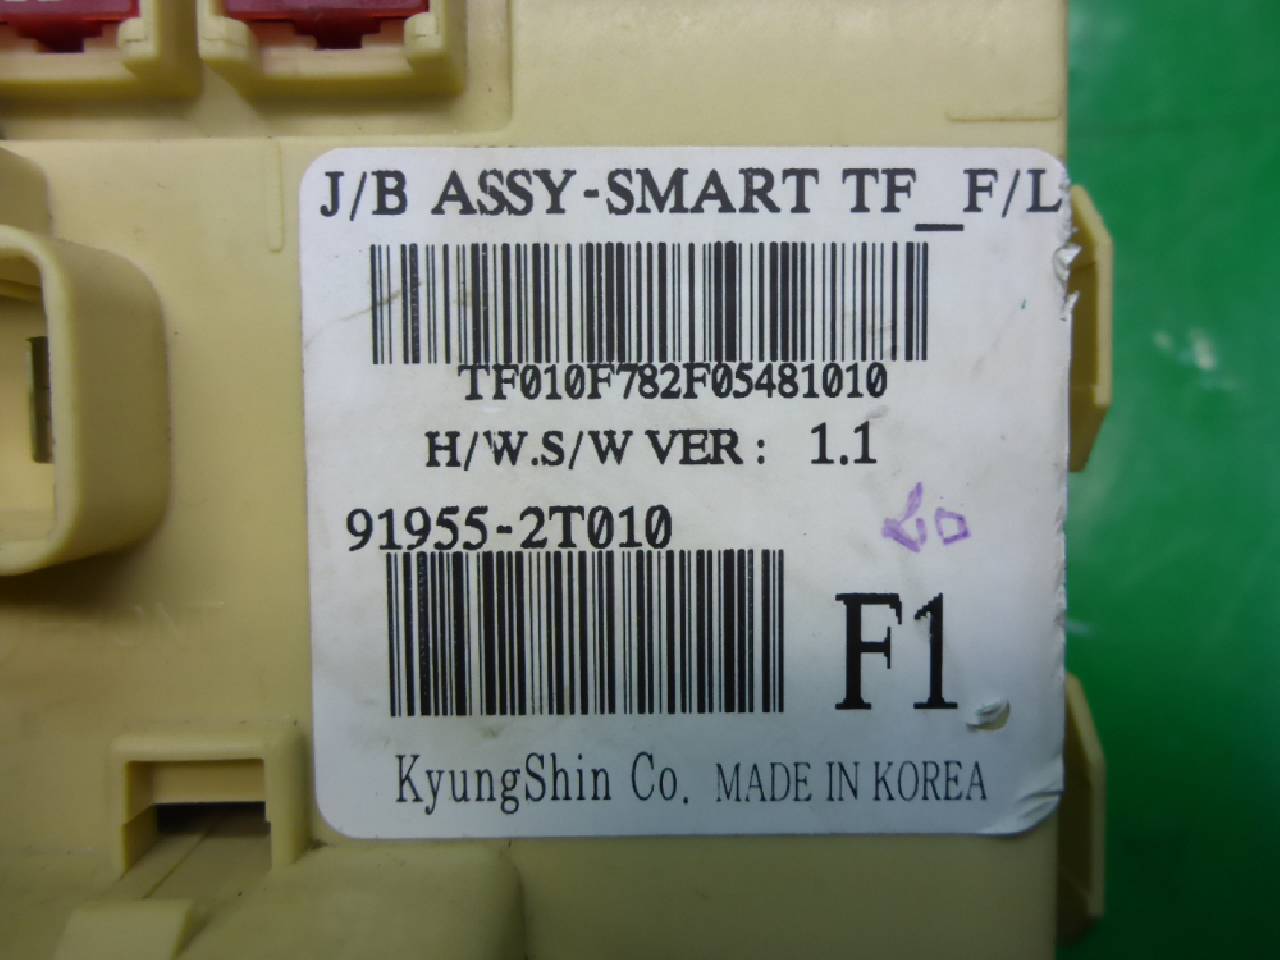 J/B ASSY-SMART TF_F/L
TF010F782F05481010
H/W.S/W VER : 1.1
91955-2T010
F1
KyungShin Co. MADE IN KOREA